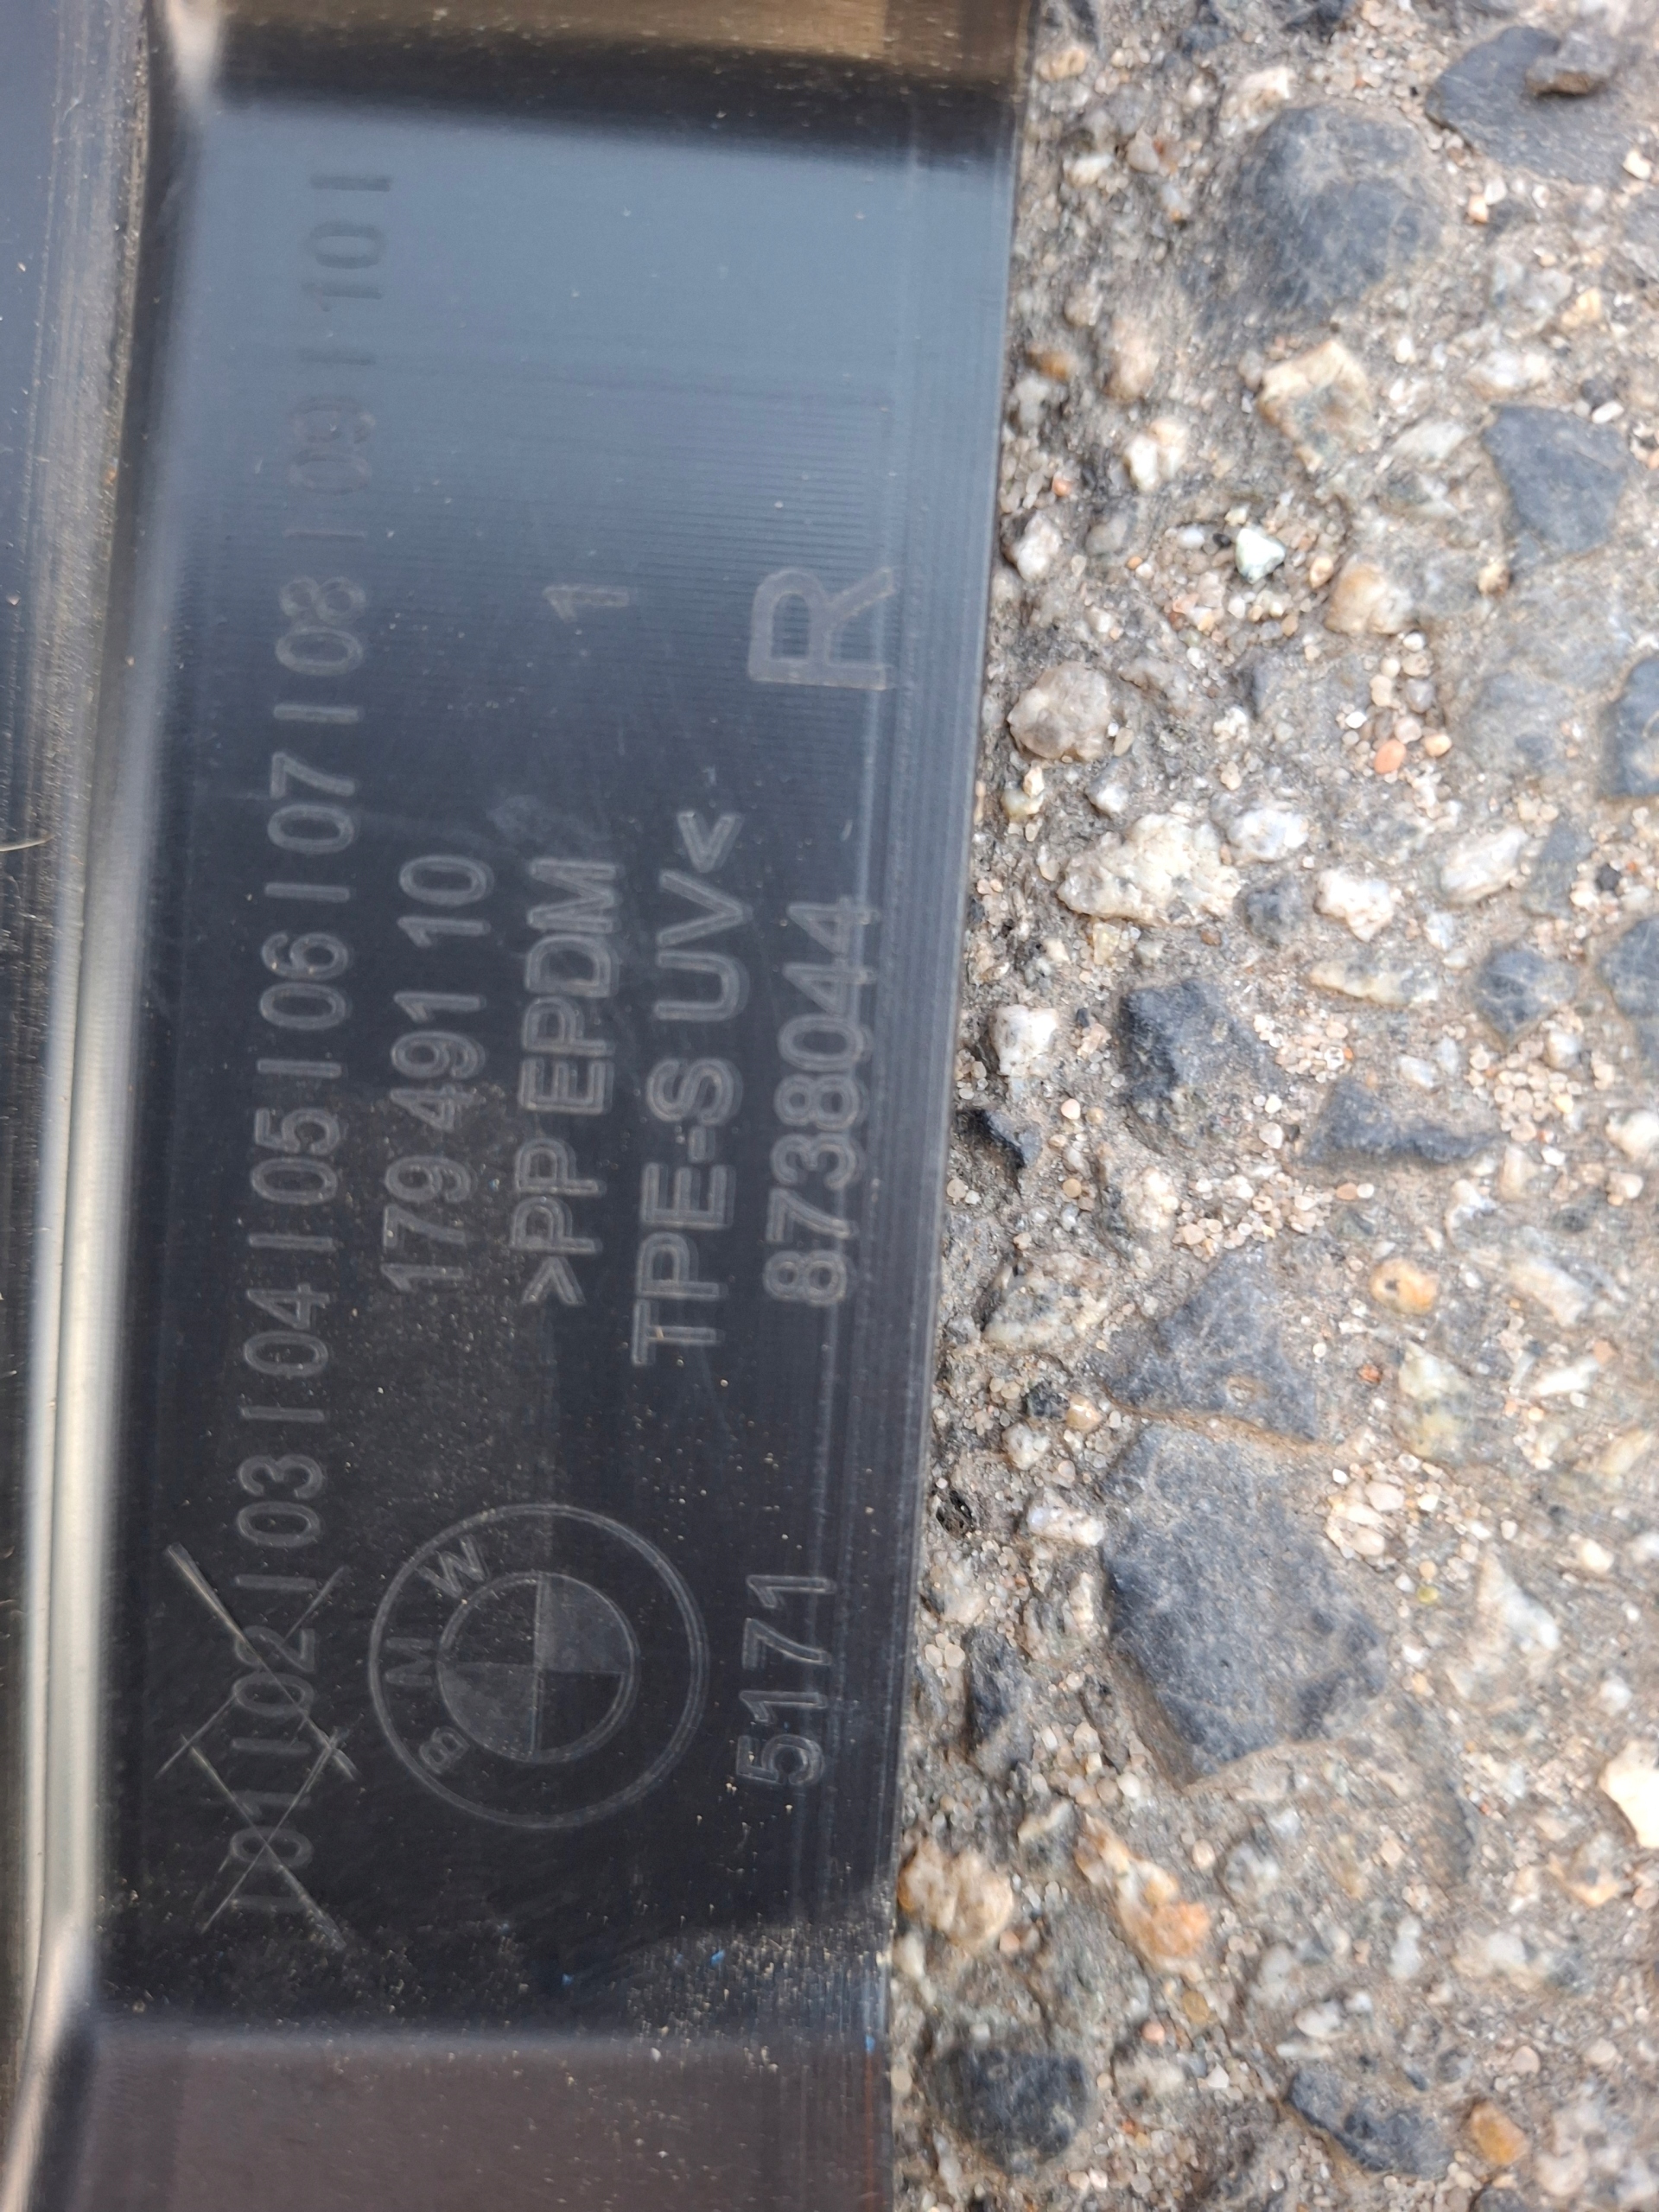 |01|02|03|04|05|06|07|08|09|10|
179 491 10
>PP EPDM 1
TPE-S UV<
BMW
5171 8738044 R